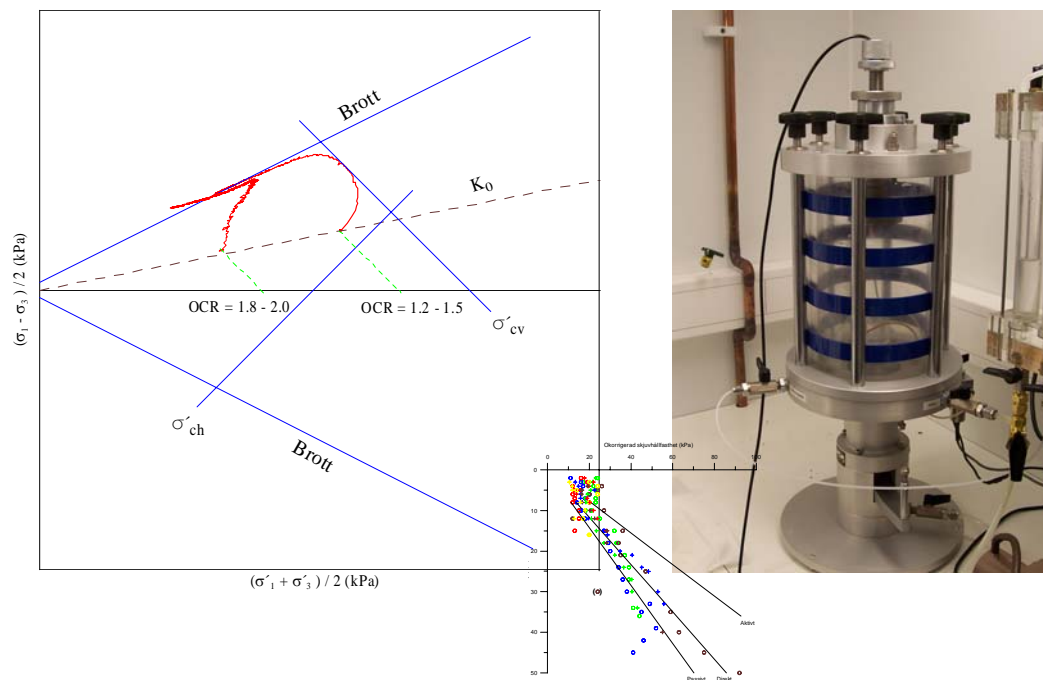 Brott
K₀
(σ₁ - σ₃) / 2 (kPa)
OCR = 1.8 - 2.0
OCR = 1.2 - 1.5
σ′cv
σ′ch
Brott
(σ′₁ + σ′₃) / 2 (kPa)
Okorrigerad skjuvhållfasthet (kPa)
0 20 40 60 80 100
0
10
20
30
40
50
Aktivt
Passivt Direkt